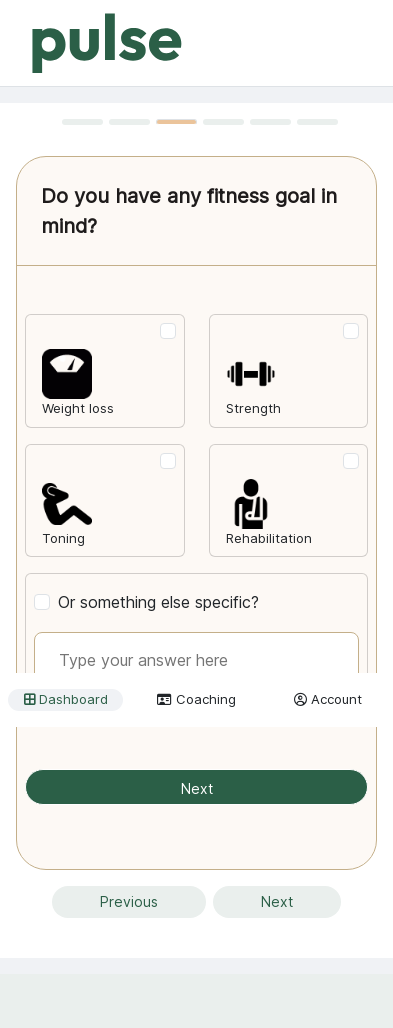 pulse
Do you have any fitness goal in
mind?
Weight loss
Strength
Toning
Rehabilitation
Or something else specific?
Type your answer here
Dashboard
Coaching
Account
Next
Previous
Next